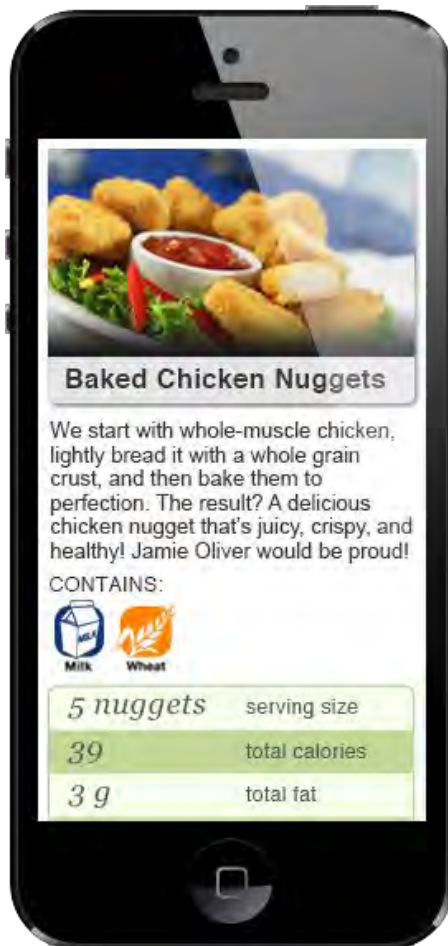 Baked Chicken Nuggets
We start with whole-muscle chicken,
lightly bread it with a whole grain
crust, and then bake them to
perfection. The result? A delicious
chicken nugget that's juicy, crispy, and
healthy! Jamie Oliver would be proud!
CONTAINS:
MILK
Milk Wheat
5 nuggets serving size
39 total calories
3 g total fat